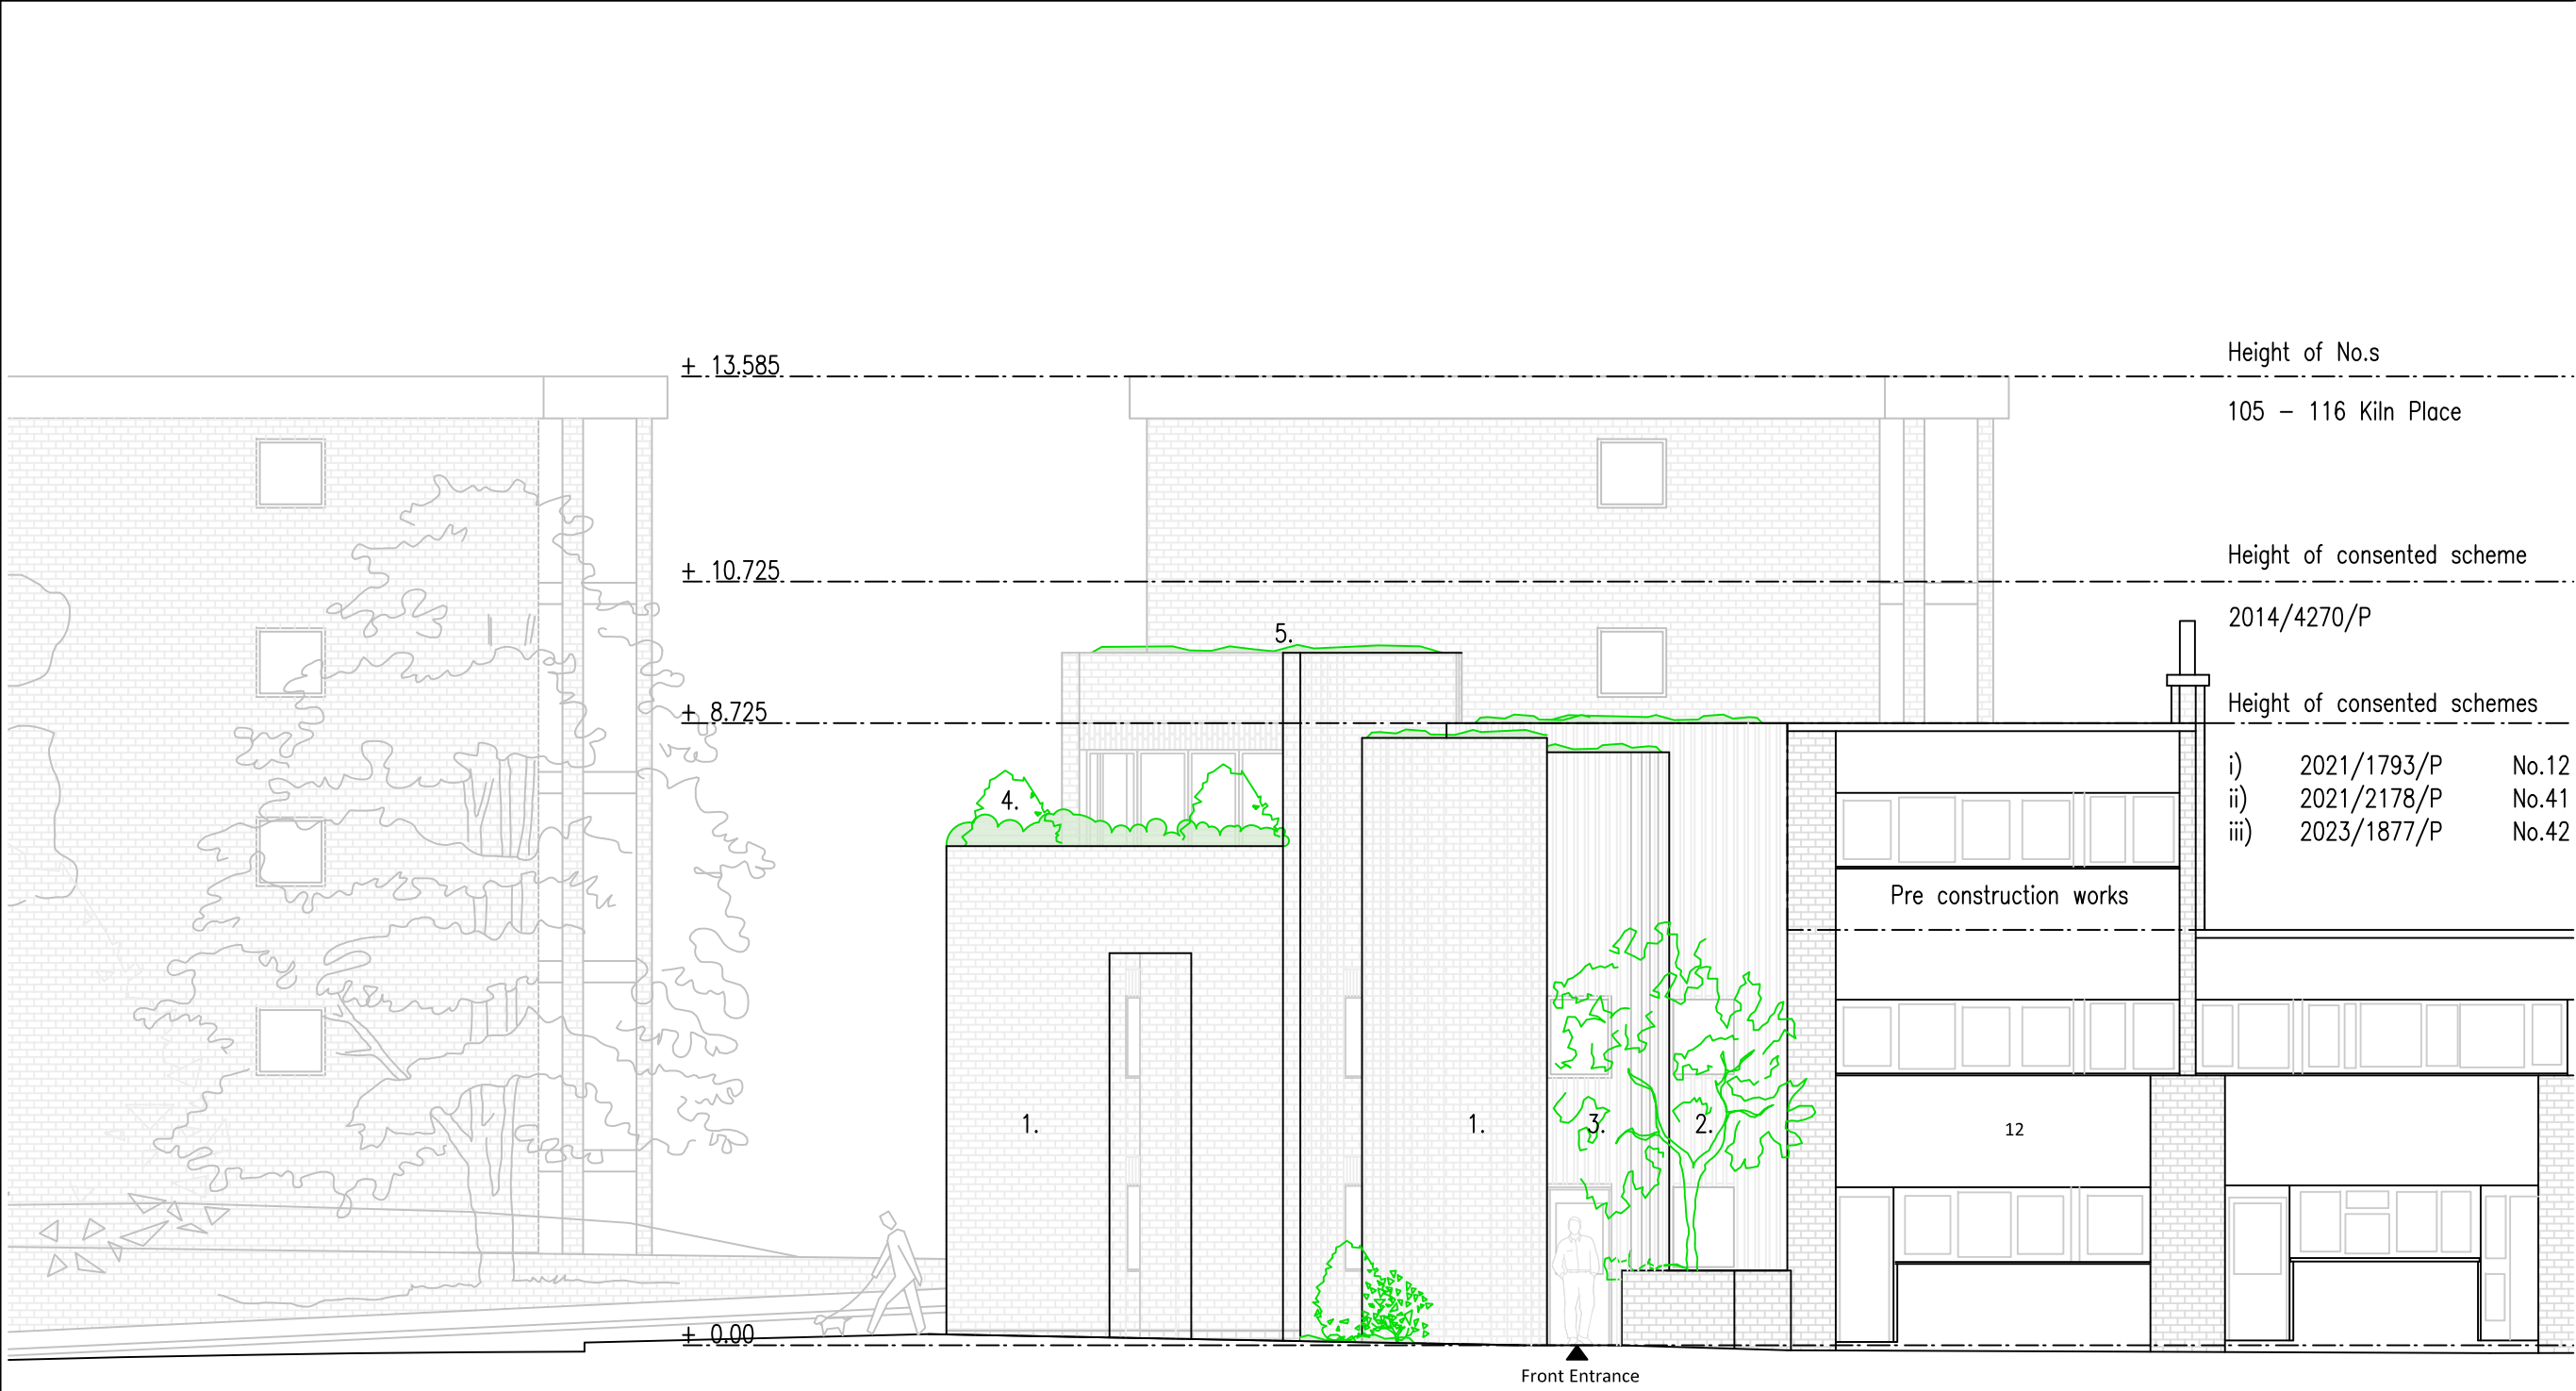 Height of No.s
+ 13.585
105 - 116 Kiln Place
Height of consented scheme
+ 10.725
2014/4270/P
5.
Height of consented schemes
+ 8.725
i) 2021/1793/P No.12
ii) 2021/2178/P No.41
iii) 2023/1877/P No.42
4.
Pre construction works
1.
1.
3.
2.
12
+ 0.00
Front Entrance